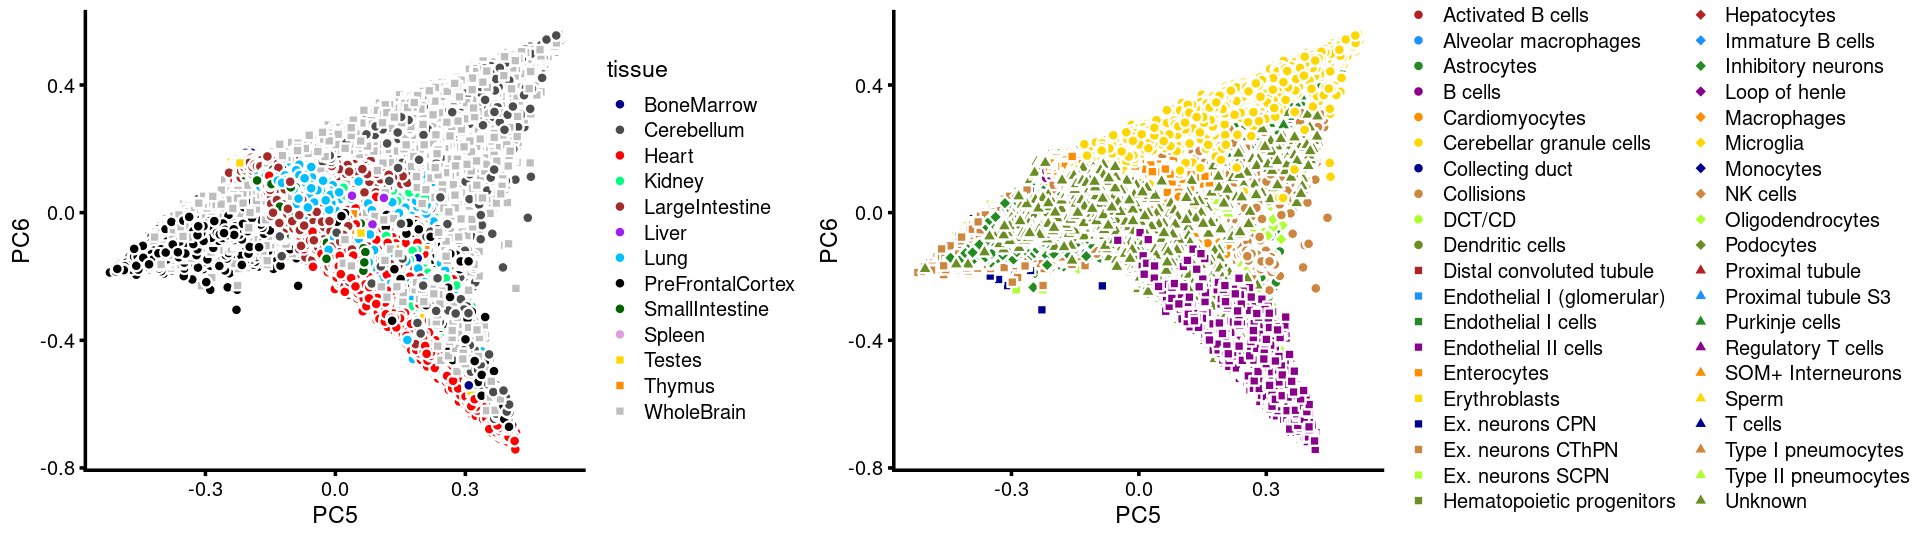 0.4
0.0
-0.4
-0.8
PC6
-0.3
0.0
0.3
PC5
tissue
BoneMarrow
Cerebellum
Heart
Kidney
LargeIntestine
Liver
Lung
PreFrontalCortex
SmallIntestine
Spleen
Testes
Thymus
WholeBrain
0.4
0.0
-0.4
-0.8
PC6
-0.3
0.0
0.3
PC5
Activated B cells
Alveolar macrophages
Astrocytes
B cells
Cardiomyocytes
Cerebellar granule cells
Collecting duct
Collisions
DCT/CD
Dendritic cells
Distal convoluted tubule
Endothelial I (glomerular)
Endothelial I cells
Endothelial II cells
Enterocytes
Erythroblasts
Ex. neurons CPN
Ex. neurons CThPN
Ex. neurons SCPN
Hematopoietic progenitors
Hepatocytes
Immature B cells
Inhibitory neurons
Loop of henle
Macrophages
Microglia
Monocytes
NK cells
Oligodendrocytes
Podocytes
Proximal tubule
Proximal tubule S3
Purkinje cells
Regulatory T cells
SOM+ Interneurons
Sperm
T cells
Type I pneumocytes
Type II pneumocytes
Unknown